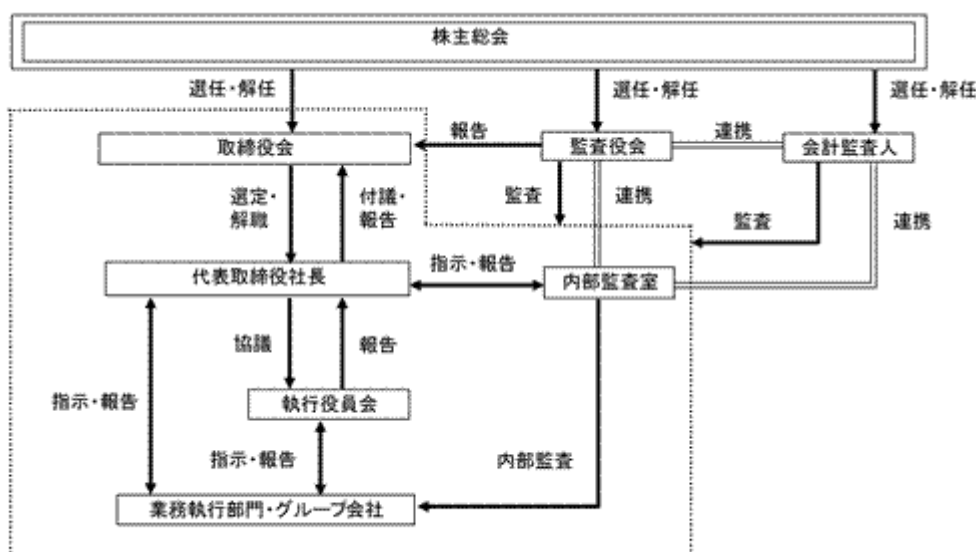 株主総会
選任・解任
選任・解任
選任・解任
取締役会
報告
監査役会
連携
会計監査人
選定・
解職
付議・
報告
監査
連携
監査
連携
代表取締役社長
指示・報告
内部監査室
協議
報告
指示・報告
執行役員会
指示・報告
内部監査
業務執行部門・グループ会社